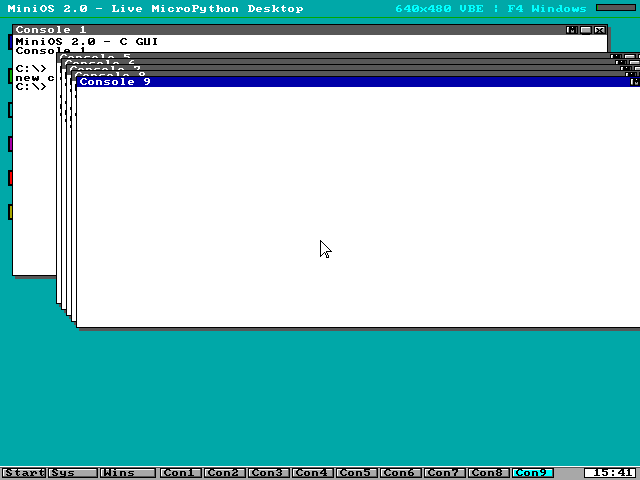 MiniOS 2.0 - Live MicroPython Desktop
640x480 VBE : F4 Windows
Console 1
MiniOS 2.0 - C GUI
Console 1
C:\>
new c
C:\>
Console 5
Console 6
Console 7
Console 8
Console 9
Start Sys Wins Con1 Con2 Con3 Con4 Con5 Con6 Con7 Con8 Con9 15:41